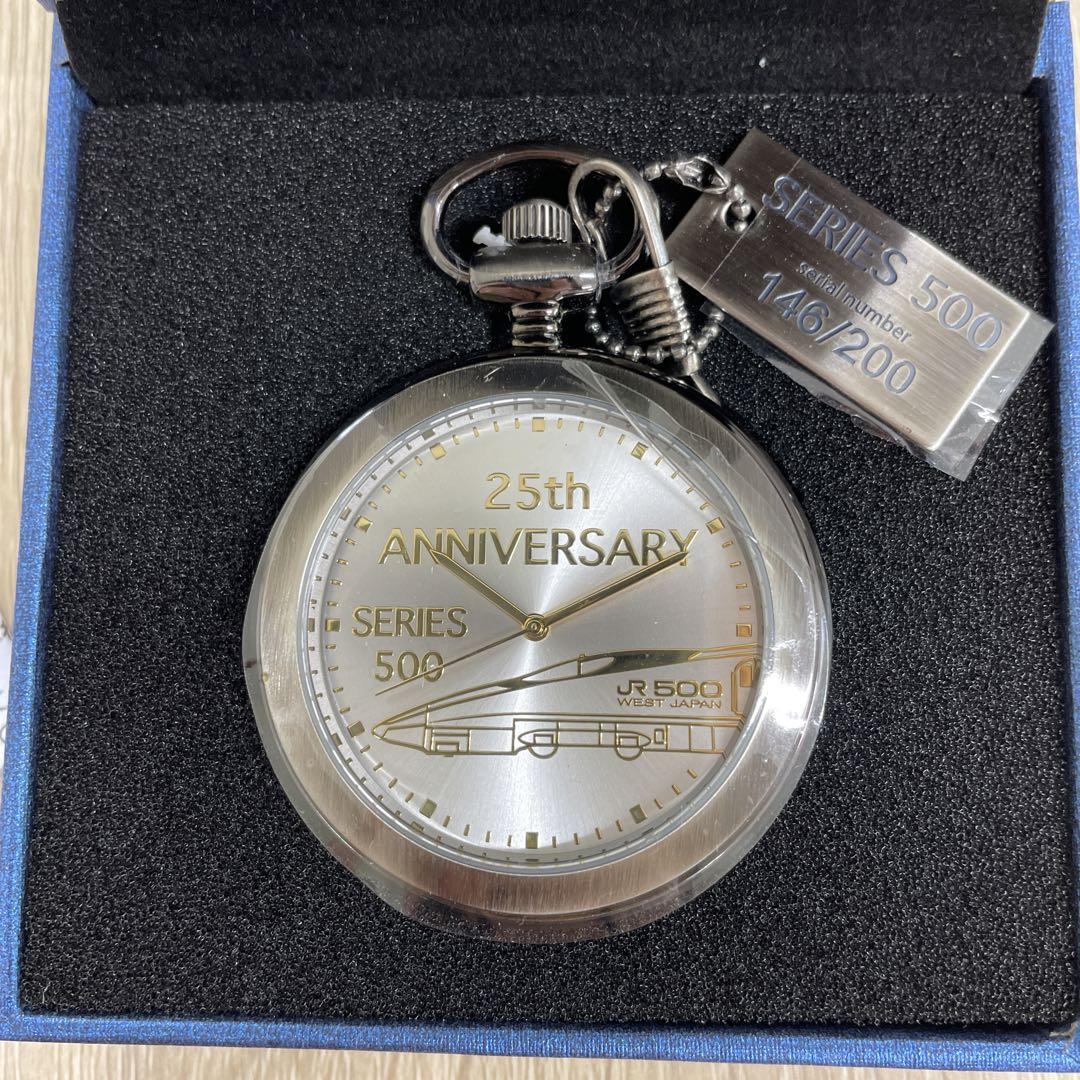 SERIES 500
serial number
146/200
25th
ANNIVERSARY
SERIES
500
JR 500
WEST JAPAN